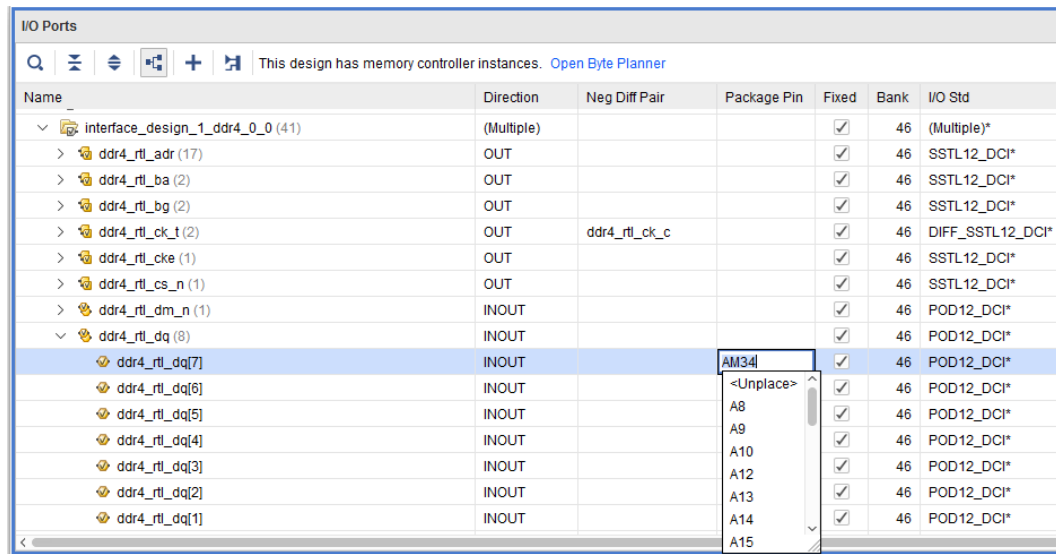 I/O Ports
This design has memory controller instances. Open Byte Planner
Name Direction Neg Diff Pair Package Pin Fixed Bank I/O Std
interface_design_1_ddr4_0_0 (41) (Multiple) 46 (Multiple)*
ddr4_rtl_adr (17) OUT 46 SSTL12_DCI*
ddr4_rtl_ba (2) OUT 46 SSTL12_DCI*
ddr4_rtl_bg (2) OUT 46 SSTL12_DCI*
ddr4_rtl_ck_t (2) OUT ddr4_rtl_ck_c 46 DIFF_SSTL12_DCI*
ddr4_rtl_cke (1) OUT 46 SSTL12_DCI*
ddr4_rtl_cs_n (1) OUT 46 SSTL12_DCI*
ddr4_rtl_dm_n (1) INOUT 46 POD12_DCI*
ddr4_rtl_dq (8) INOUT 46 POD12_DCI*
ddr4_rtl_dq[7] INOUT AM34 46 POD12_DCI*
ddr4_rtl_dq[6] INOUT <Unplace> 46 POD12_DCI*
ddr4_rtl_dq[5] INOUT A8 46 POD12_DCI*
ddr4_rtl_dq[4] INOUT A9 46 POD12_DCI*
A10
ddr4_rtl_dq[3] INOUT A12 46 POD12_DCI*
ddr4_rtl_dq[2] INOUT A13 46 POD12_DCI*
ddr4_rtl_dq[1] INOUT A14 46 POD12_DCI*
A15